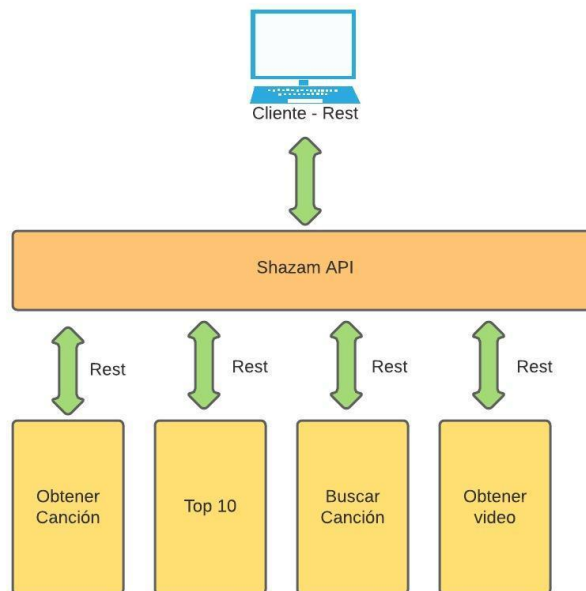 Cliente - Rest
Shazam API
Rest
Rest
Rest
Rest
Obtener
Canción
Top 10
Buscar
Canción
Obtener
video